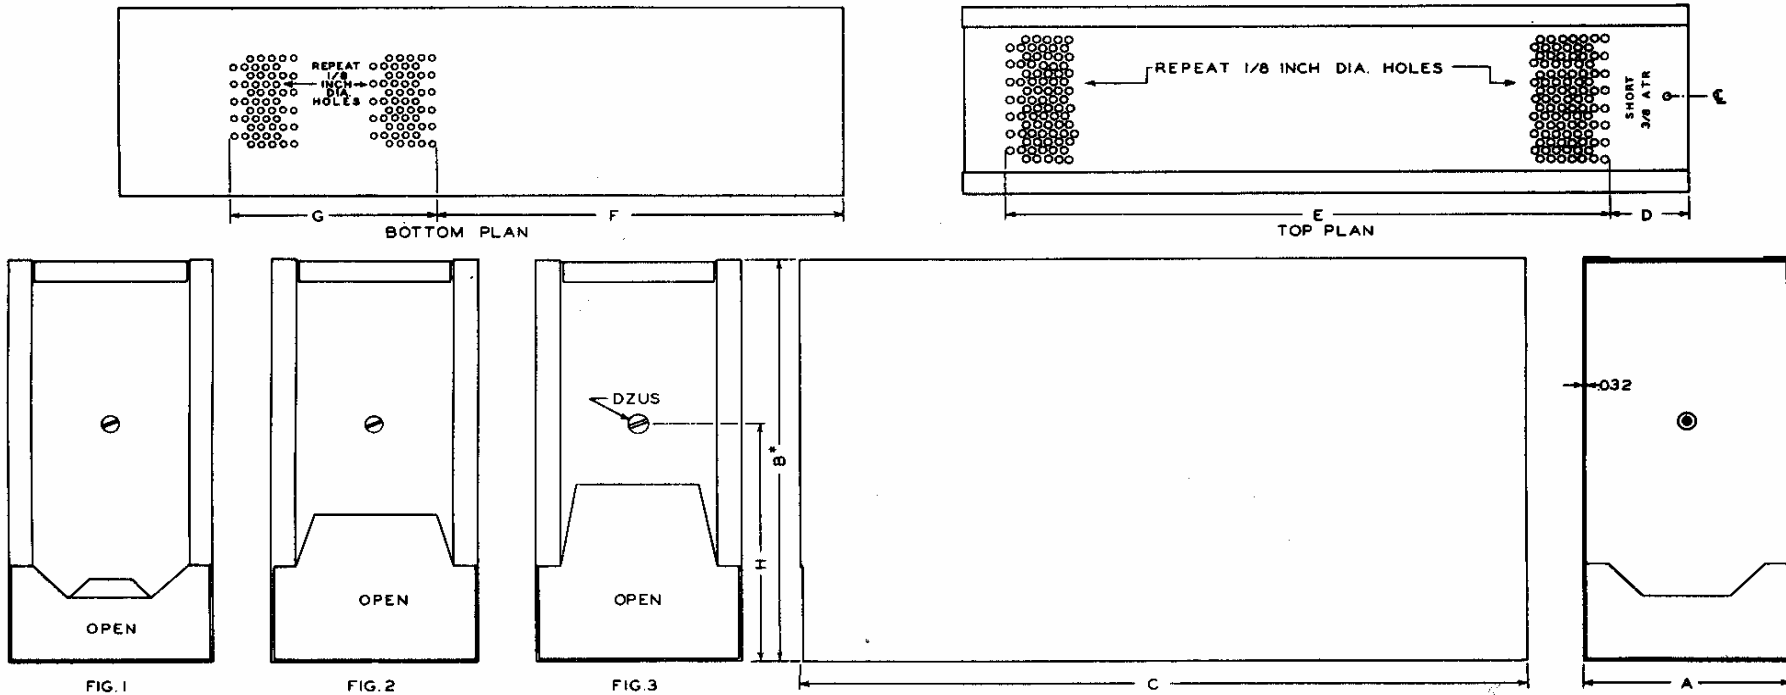 REPEAT
1/8
INCH
DIA.
HOLES
G
F
BOTTOM PLAN
REPEAT 1/8 INCH DIA. HOLES
SHORT
3/8 ATR
℄
E
D
TOP PLAN
OPEN
FIG.1
OPEN
FIG.2
DZUS
OPEN
FIG.3
H
B*
C
.032
A